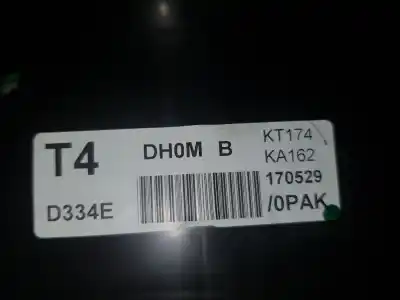 T4 DH0M B KT174
KA162
170529
D334E /0PAK